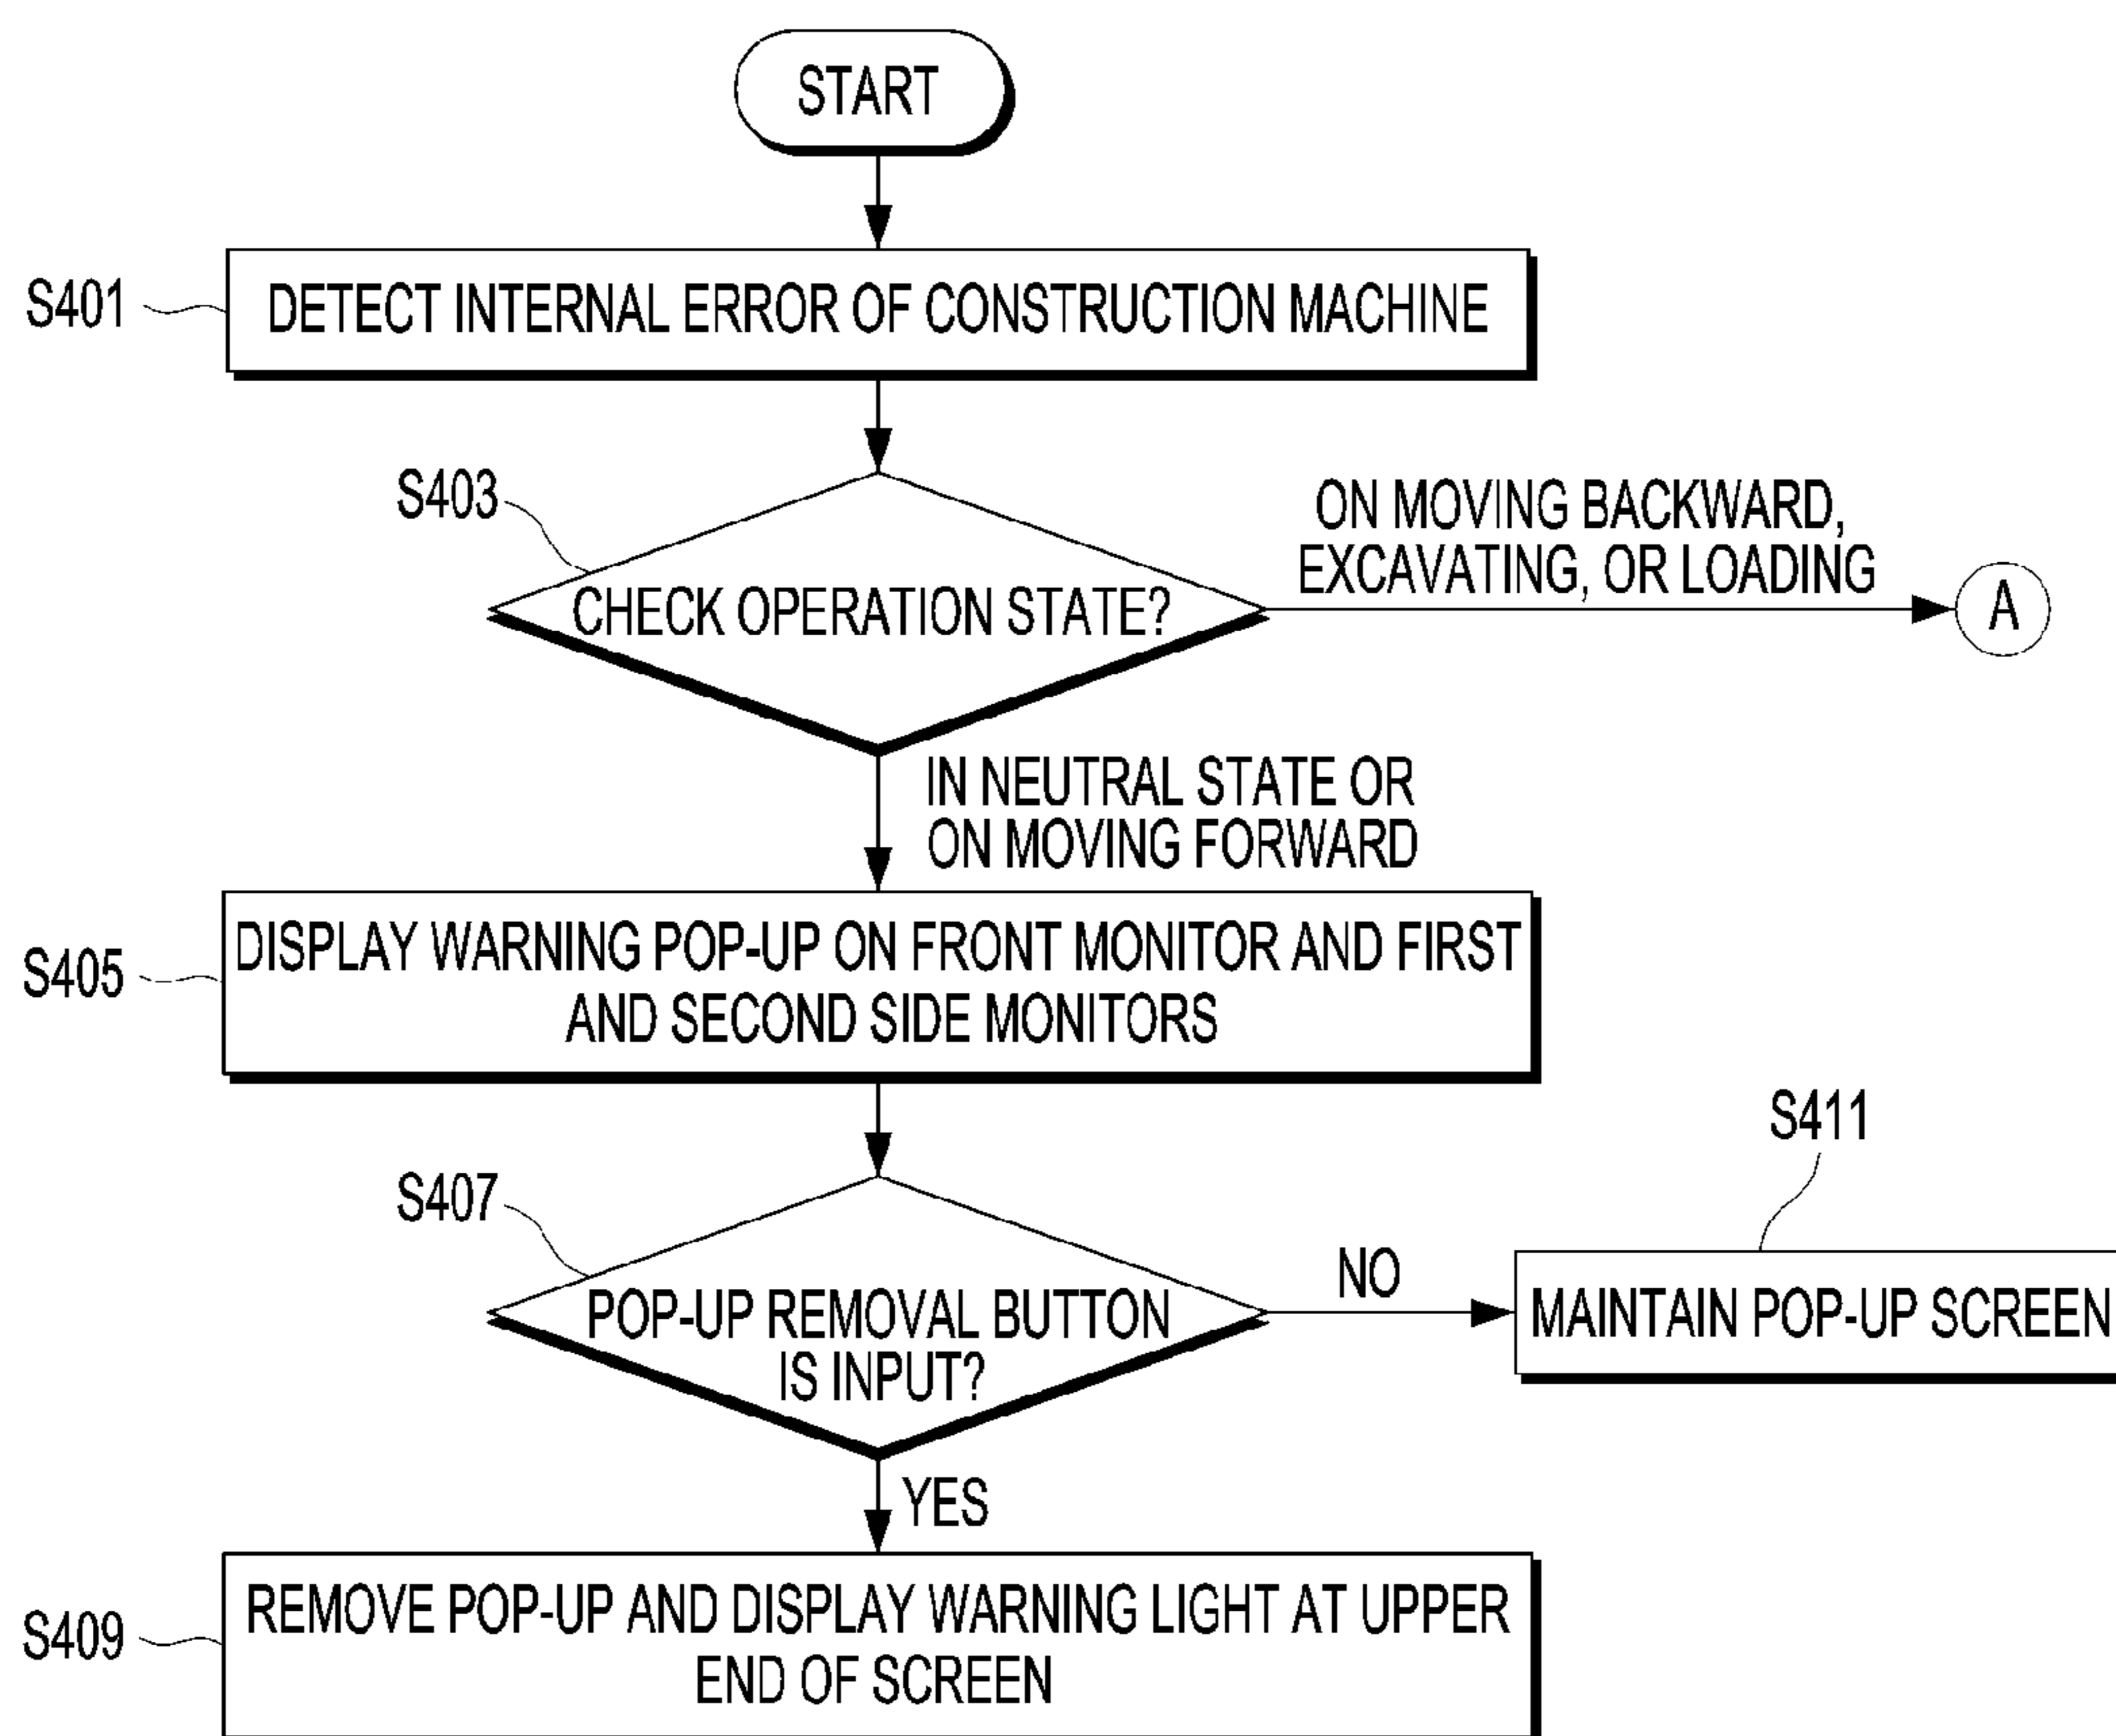 START
S401
DETECT INTERNAL ERROR OF CONSTRUCTION MACHINE
S403
CHECK OPERATION STATE?
ON MOVING BACKWARD,
EXCAVATING, OR LOADING
A
IN NEUTRAL STATE OR
ON MOVING FORWARD
S405
DISPLAY WARNING POP-UP ON FRONT MONITOR AND FIRST
AND SECOND SIDE MONITORS
S407
POP-UP REMOVAL BUTTON
IS INPUT?
NO
S411
MAINTAIN POP-UP SCREEN
YES
S409
REMOVE POP-UP AND DISPLAY WARNING LIGHT AT UPPER
END OF SCREEN